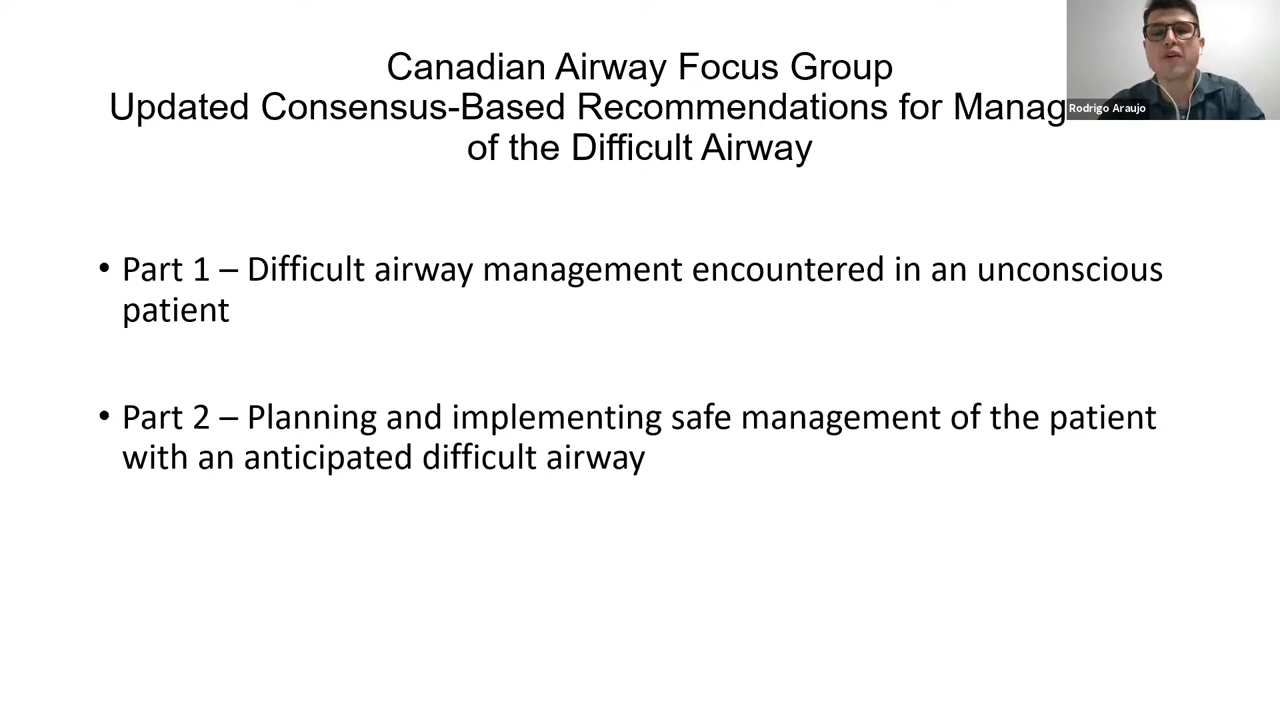 Canadian Airway Focus Group
Updated Consensus-Based Recommendations for Manag
of the Difficult Airway
Rodrigo Araujo
• Part 1 – Difficult airway management encountered in an unconscious
patient
• Part 2 – Planning and implementing safe management of the patient
with an anticipated difficult airway